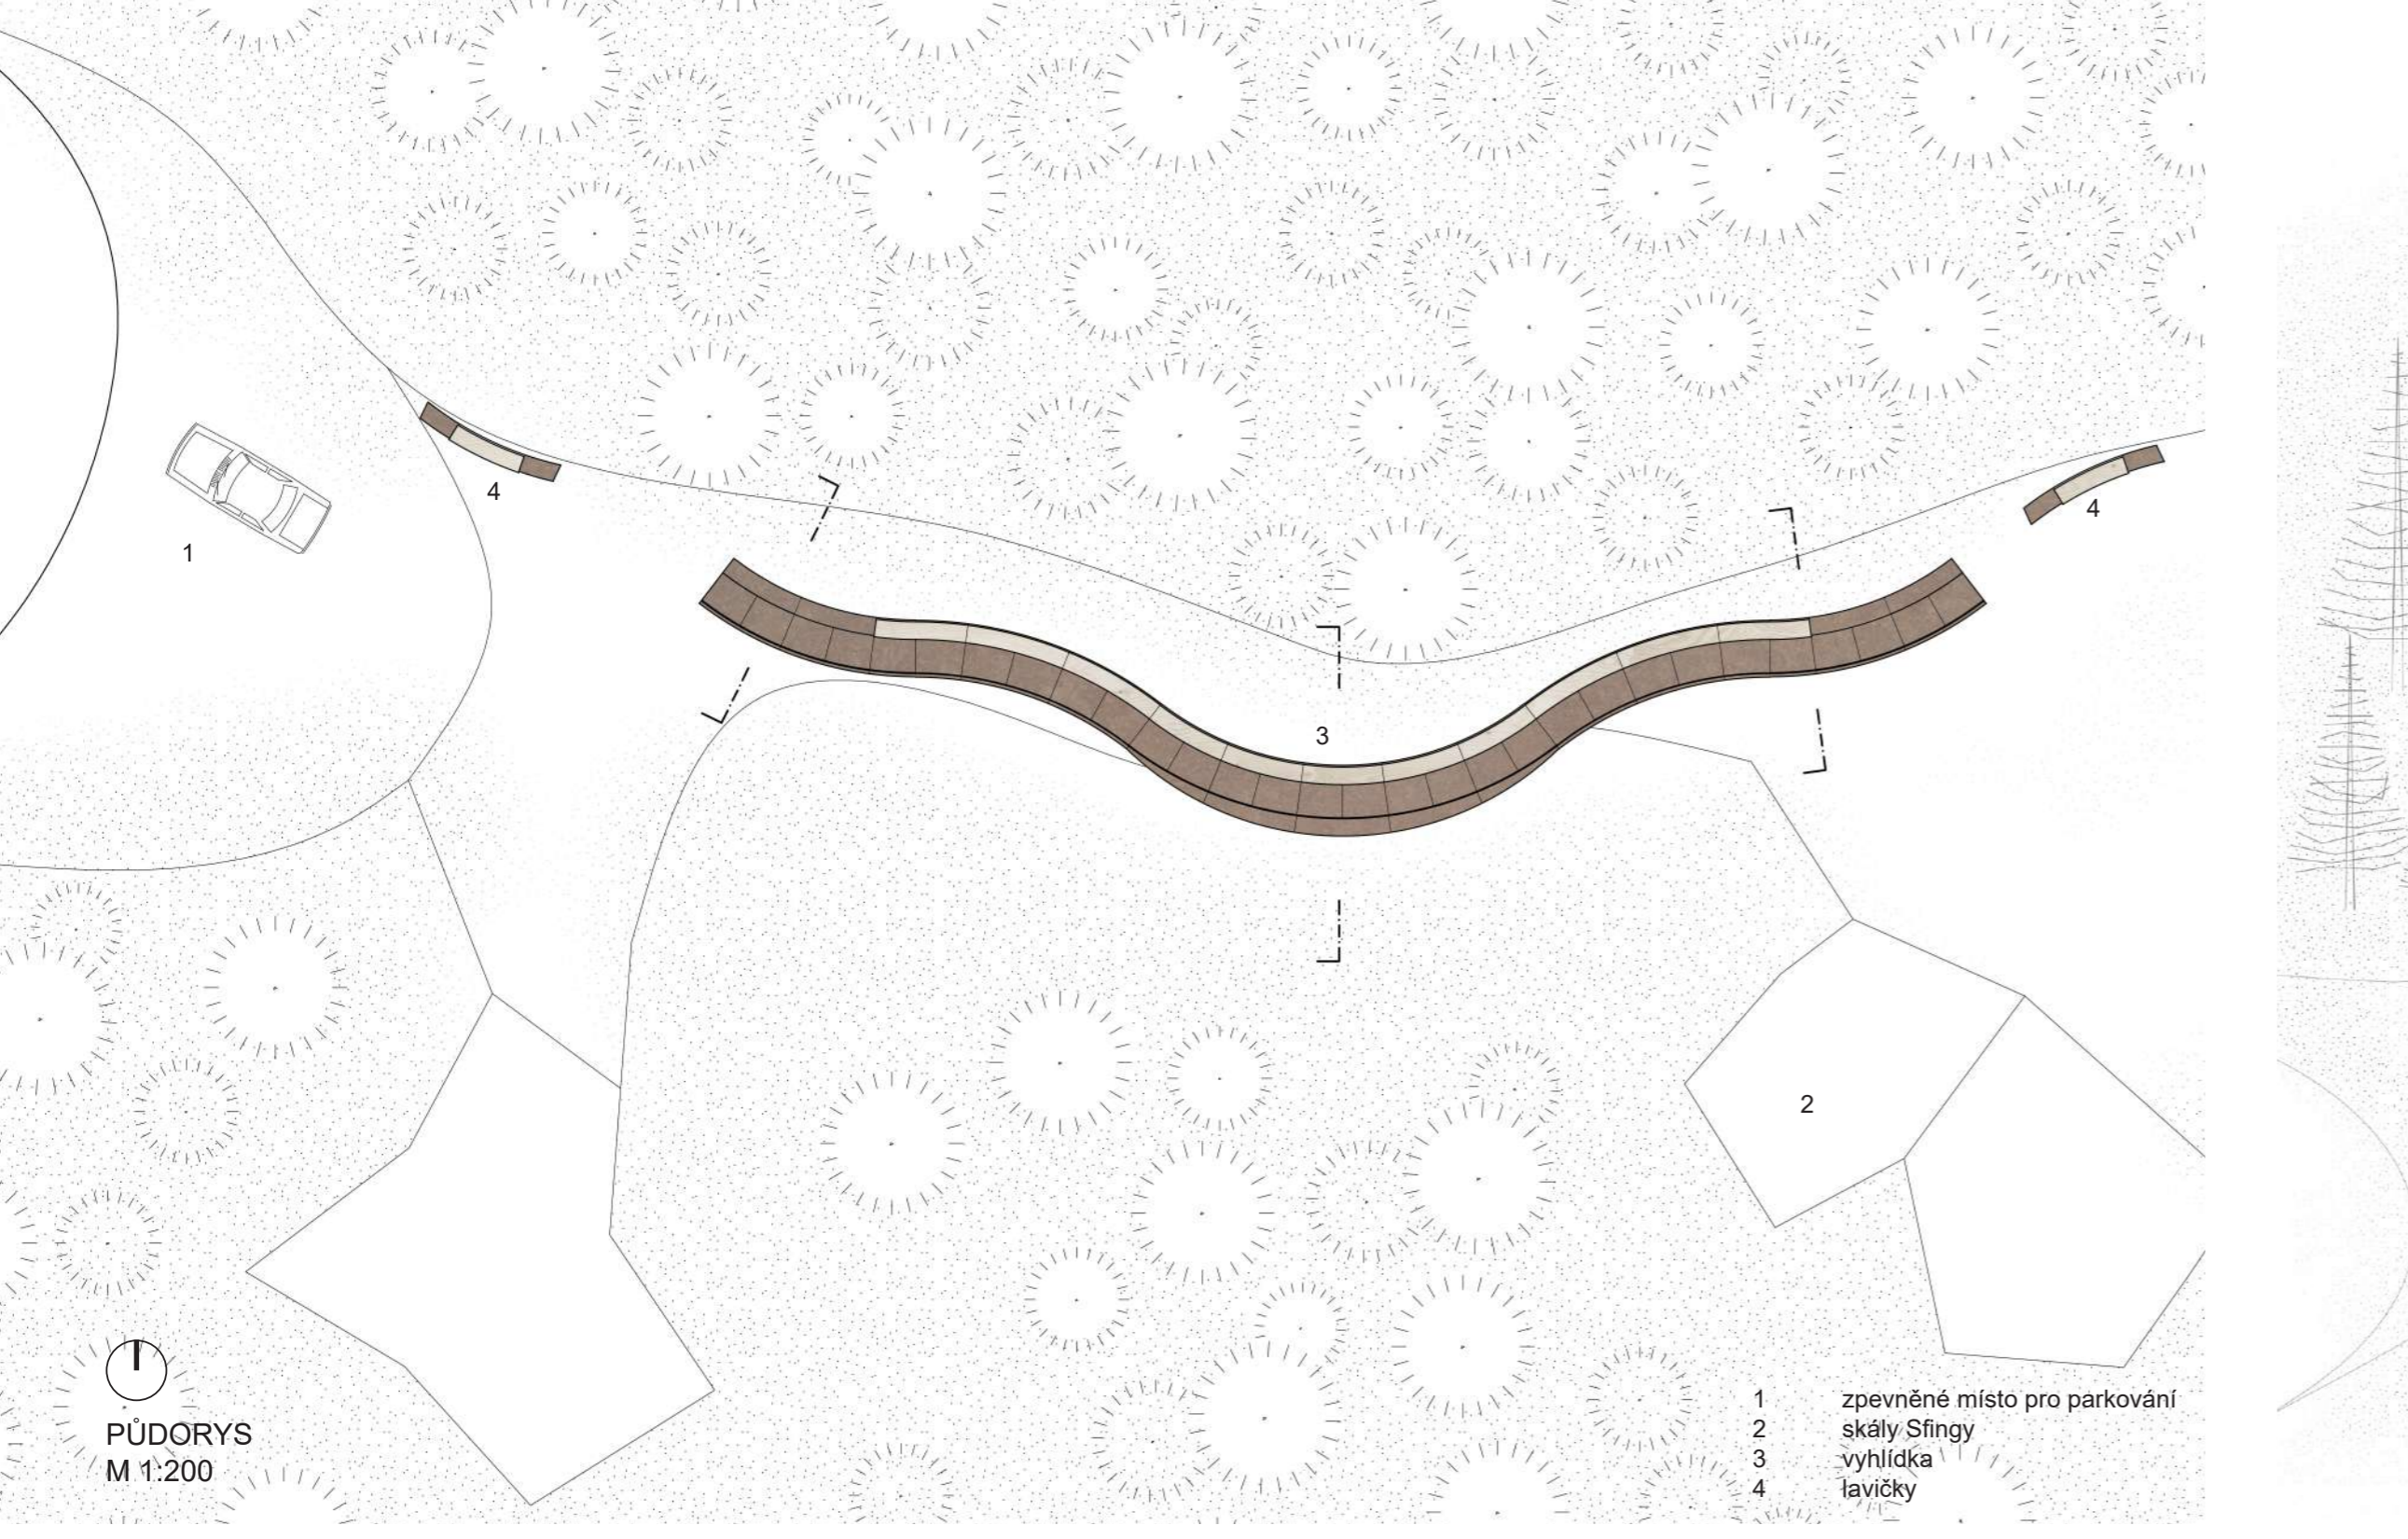 4
4
1
3
2
PŮDORYS
M 1:200
1 zpevněné místo pro parkování
2 skály Sfingy
3 vyhlídka
4 lavičky